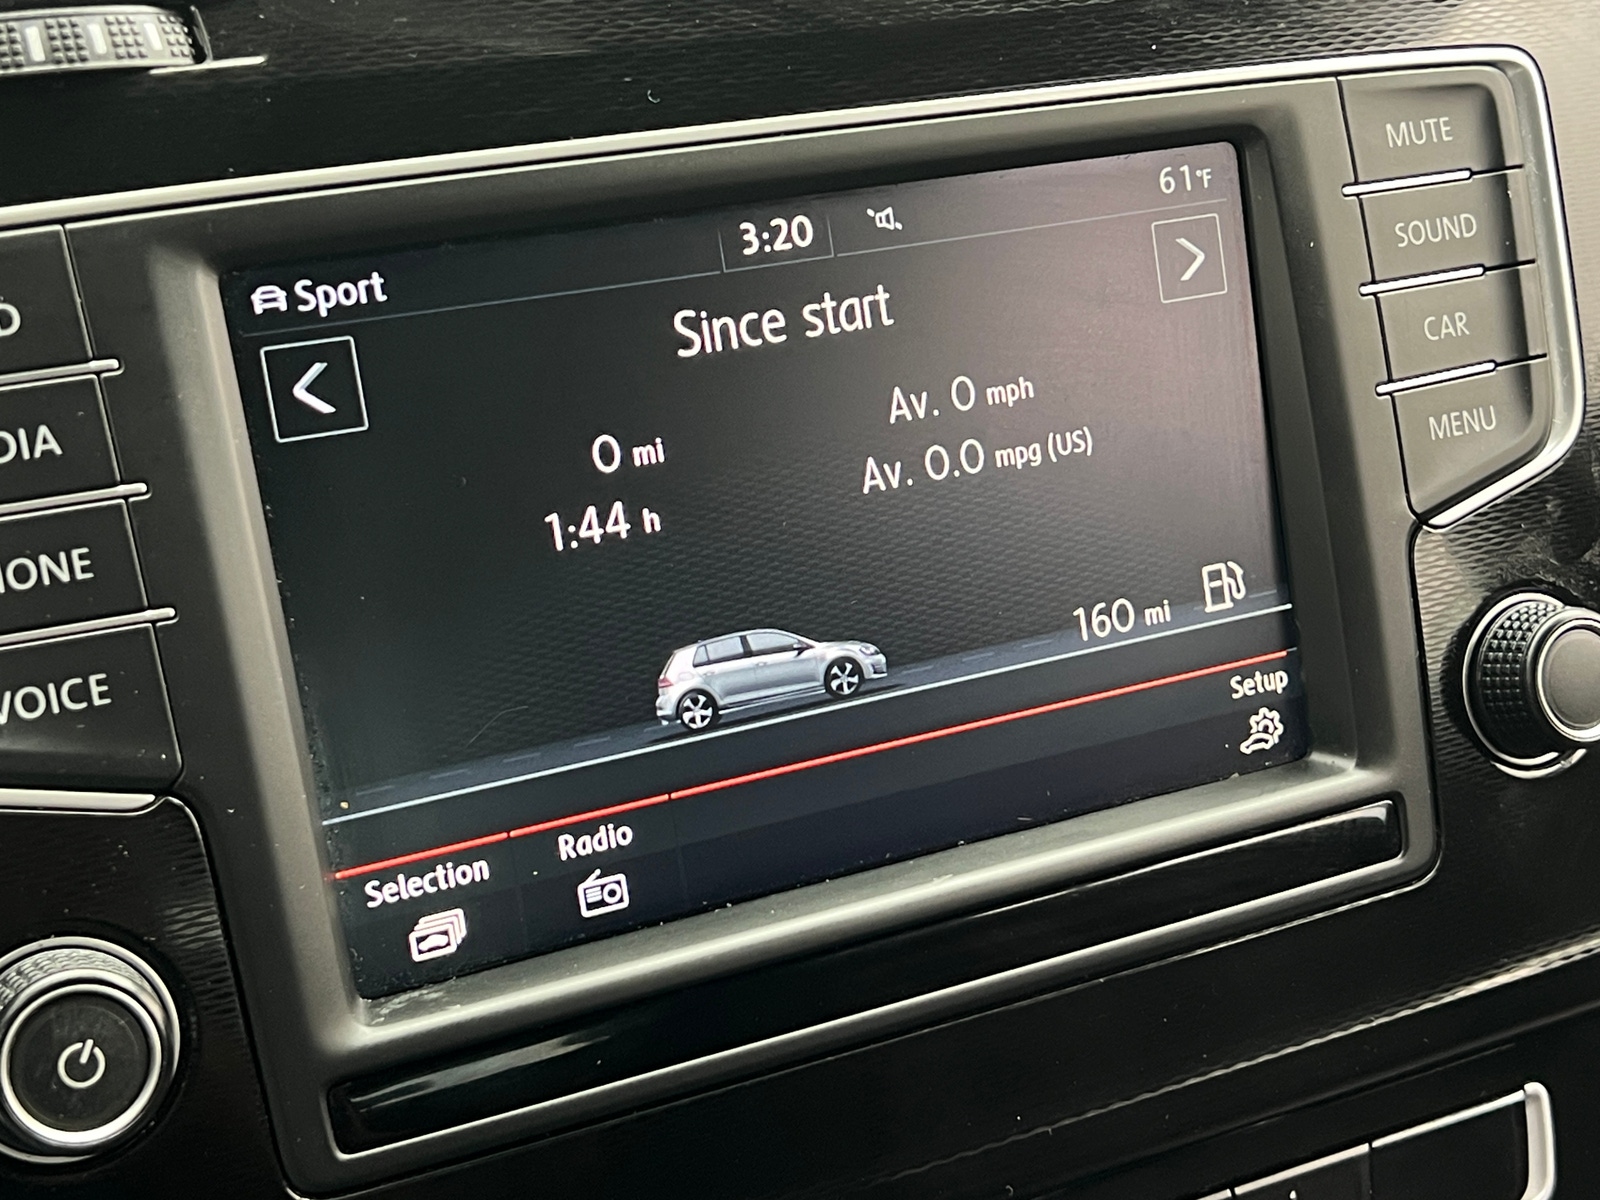 61°F
3:20
Sport
Since start
Av. 0 mph
0 mi
Av. 0.0 mpg (US)
1:44 h
160 mi
Setup
Radio
Selection
MUTE
SOUND
CAR
MENU
D
DIA
IONE
VOICE